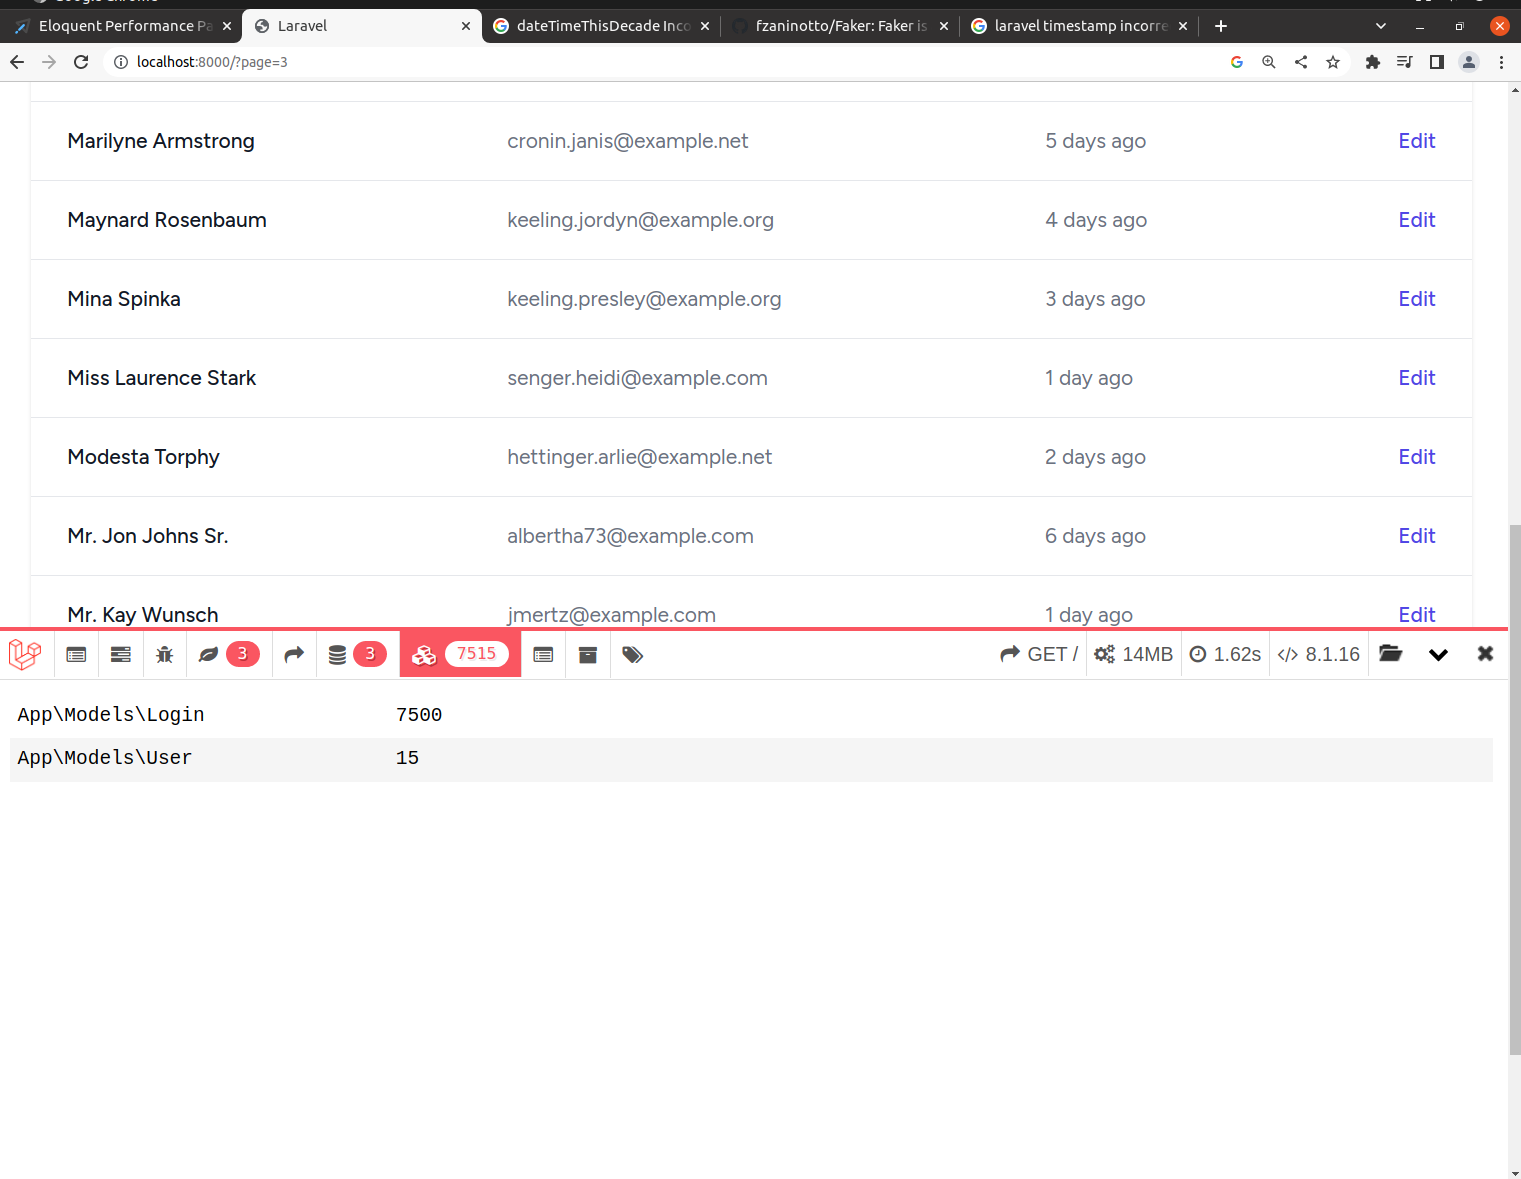 Google Chrome
Eloquent Performance Pa
Laravel
dateTimeThisDecade Inco
fzaninotto/Faker: Faker is
laravel timestamp incorre
localhost:8000/?page=3
Marilyne Armstrong cronin.janis@example.net 5 days ago Edit
Maynard Rosenbaum keeling.jordyn@example.org 4 days ago Edit
Mina Spinka keeling.presley@example.org 3 days ago Edit
Miss Laurence Stark senger.heidi@example.com 1 day ago Edit
Modesta Torphy hettinger.arlie@example.net 2 days ago Edit
Mr. Jon Johns Sr. albertha73@example.com 6 days ago Edit
Mr. Kay Wunsch jmertz@example.com 1 day ago Edit
3 3 7515 GET / 14MB 1.62s 8.1.16
App\Models\Login 7500
App\Models\User 15